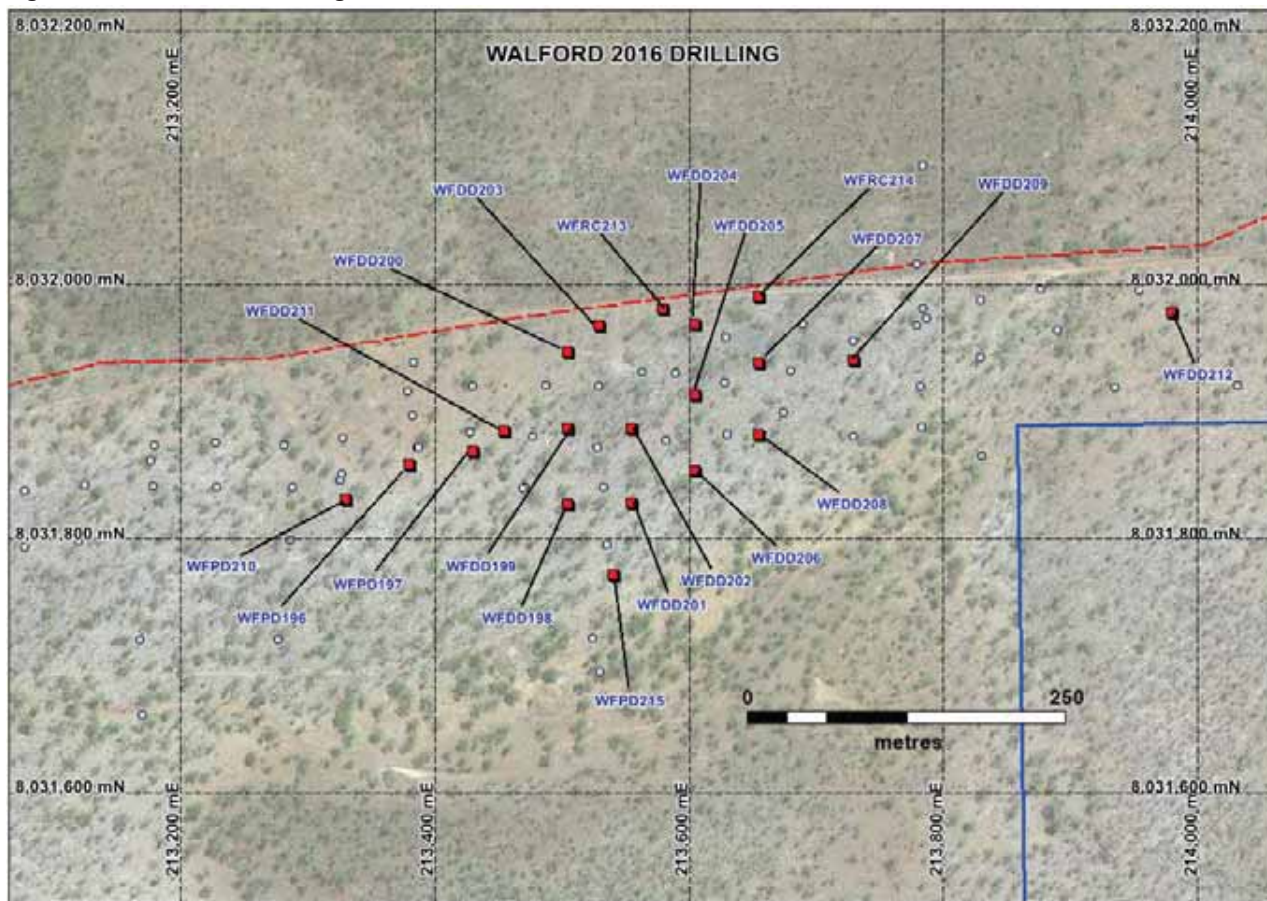 8,032,200 mN
8,032,200 mN
WALFORD 2016 DRILLING
213,200 mE
214,000 mE
WFDD203
WFDD204
WFRC214
WFDD209
WFRC213
WFDD205
WFDD207
WFDD200
WFDD211
8,032,000 mN
8,032,000 mN
WFDD212
WFDD208
8,031,800 mN
8,031,800 mN
WFPD210
WFPD197
WFDD199
WFDD206
WFDD202
WFPD196
WFDD198
WFDD201
WFPD215
0 250
metres
8,031,600 mN
8,031,600 mN
213,200 mE
213,400 mE
213,600 mE
213,800 mE
214,000 mE